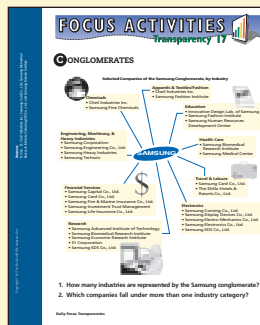 FOCUS ACTIVITIES
Transparency 17
CONGLOMERATES
Selected Companies of the Samsung Conglomerate, by Industry
Chemicals
• Cheil Industries Inc.
• Samsung Fine Chemicals
Apparels & Textiles/Fashion
• Cheil Industries Inc.
• Samsung Fashion Institute
Education
• Innovative Design Lab. of Samsung
• Samsung Fashion Institute
• Samsung Human Resources
Development Center
Engineering, Machinery, &
Heavy Industries
• Samsung Corporation
• Samsung Engineering Co., Ltd.
• Samsung Heavy Industries
• Samsung Techwin
SAMSUNG
Health Care
• Samsung Biomedical
Research Institute
• Samsung Medical Center
Travel & Leisure
• Samsung Card Co., Ltd.
• The Shilla Hotels &
Resorts Co., Ltd.
Financial Services
• Samsung Capital Co., Ltd.
• Samsung Card Co., Ltd.
• Samsung Fire & Marine Insurance Co., Ltd
• Samsung Investment Trust Management
• Samsung Life Insurance Co., Ltd.
$
Electronics
• Samsung Corning Co., Ltd.
• Samsung Display Devices Co., Ltd.
• Samsung Electro-Mechanics Co., Ltd.
• Samsung Electronics Co., Ltd.
• Samsung SDS Co., Ltd.
Research
• Samsung Advanced Institute of Technology
• Samsung Biomedical Research Institute
• Samsung Economic Research Institute
• S1 Corporation
• Samsung SDS Co., Ltd.
1. How many industries are represented by the Samsung conglomerate?
2. Which companies fall under more than one industry category?
Daily Focus Transparencies